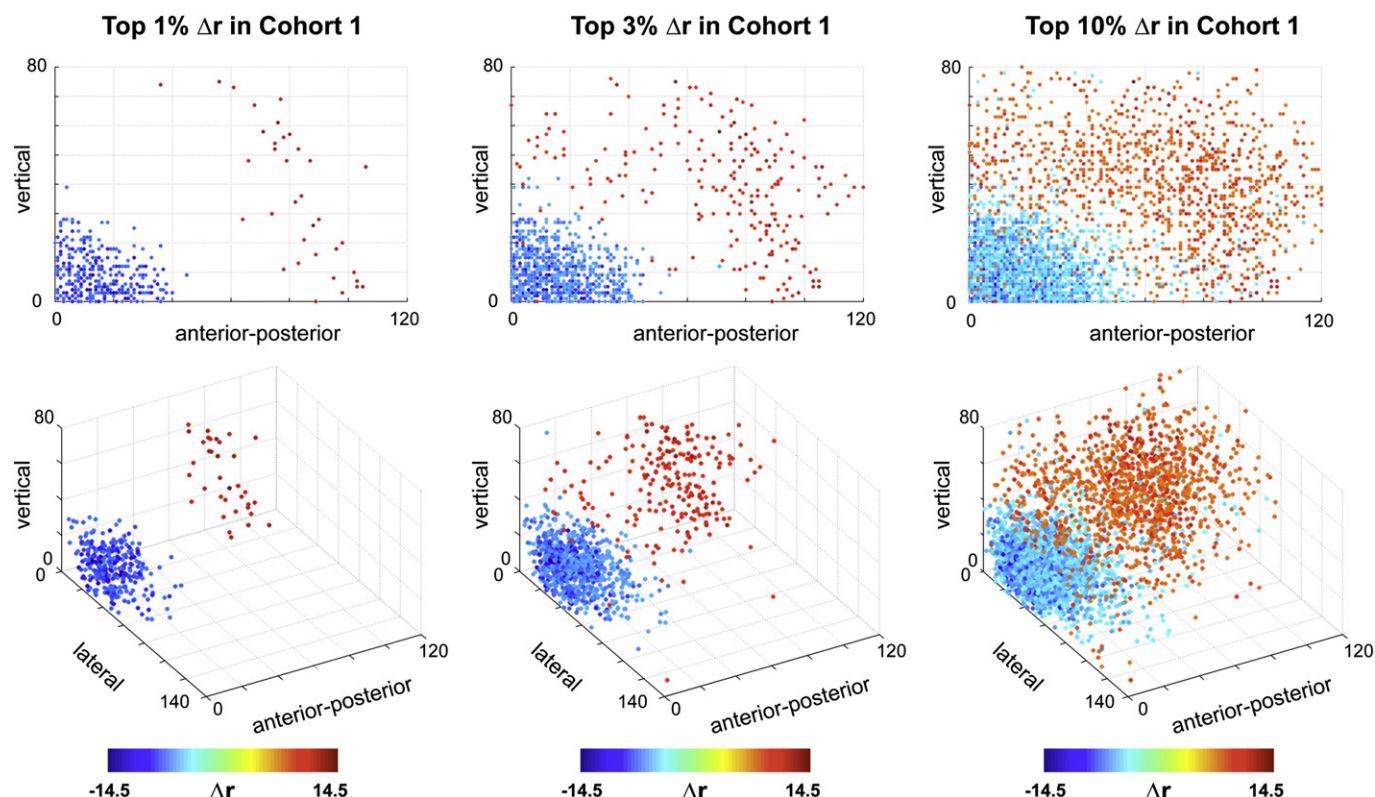 Top 1% Δr in Cohort 1
Top 3% Δr in Cohort 1
Top 10% Δr in Cohort 1
80
vertical
0
0
anterior-posterior
120
80
vertical
0
0
anterior-posterior
120
80
vertical
0
0
anterior-posterior
120
80
vertical
0
0
lateral
140
0
anterior-posterior
120
80
vertical
0
0
lateral
140
0
anterior-posterior
120
80
vertical
0
0
lateral
140
0
anterior-posterior
120
-14.5 Δr 14.5
-14.5 Δr 14.5
-14.5 Δr 14.5